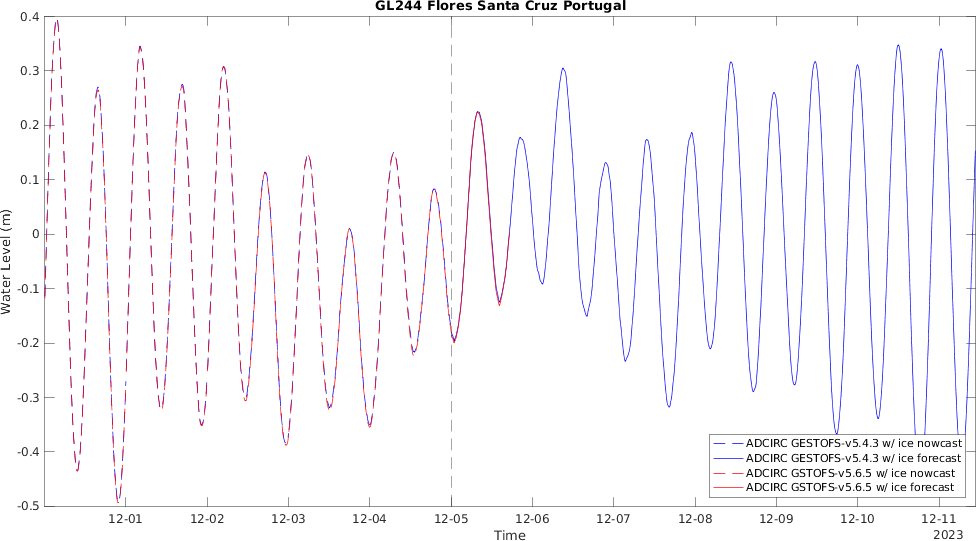 GL244 Flores Santa Cruz Portugal
0.4
0.3
0.2
0.1
0
-0.1
-0.2
-0.3
-0.4
-0.5
Water Level (m)
12-01 12-02 12-03 12-04 12-05 12-06 12-07 12-08 12-09 12-10 12-11
Time
2023
ADCIRC GESTOFS-v5.4.3 w/ ice nowcast
ADCIRC GESTOFS-v5.4.3 w/ ice forecast
ADCIRC GSTOFS-v5.6.5 w/ ice nowcast
ADCIRC GSTOFS-v5.6.5 w/ ice forecast